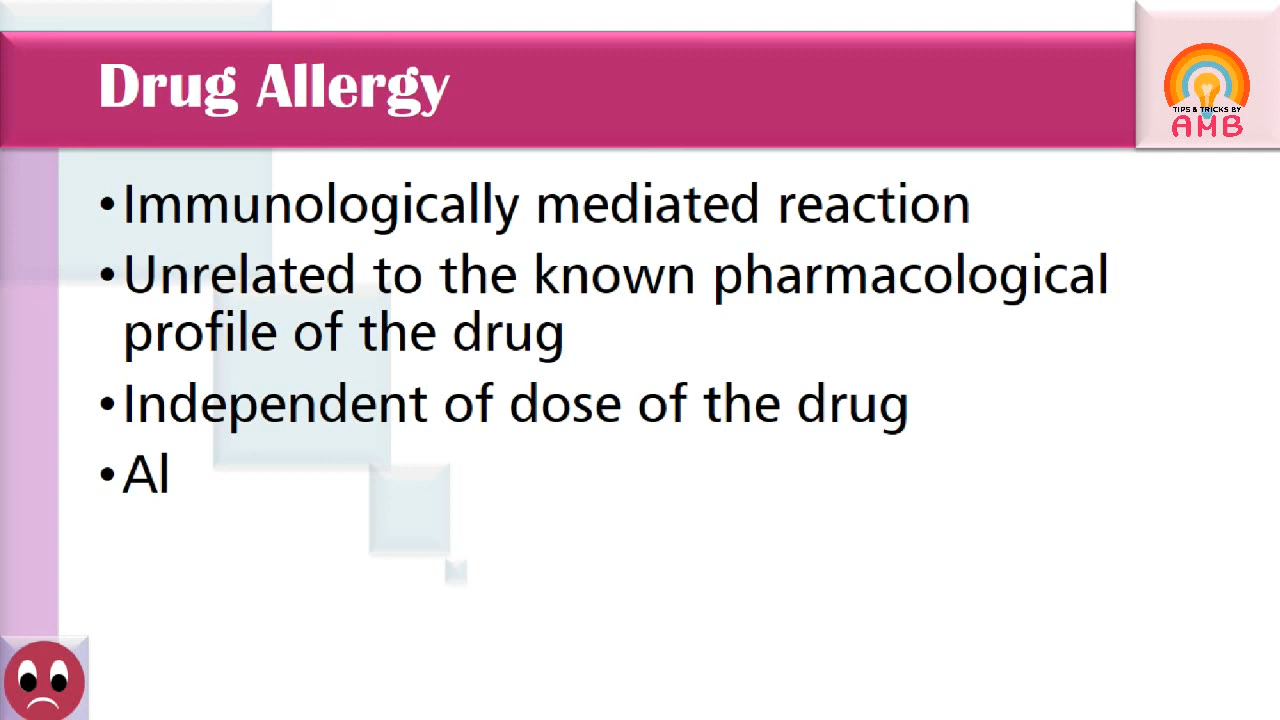 Drug Allergy
TIPS & TRICKS BY
AMB
•Immunologically mediated reaction
•Unrelated to the known pharmacological
profile of the drug
•Independent of dose of the drug
•Al